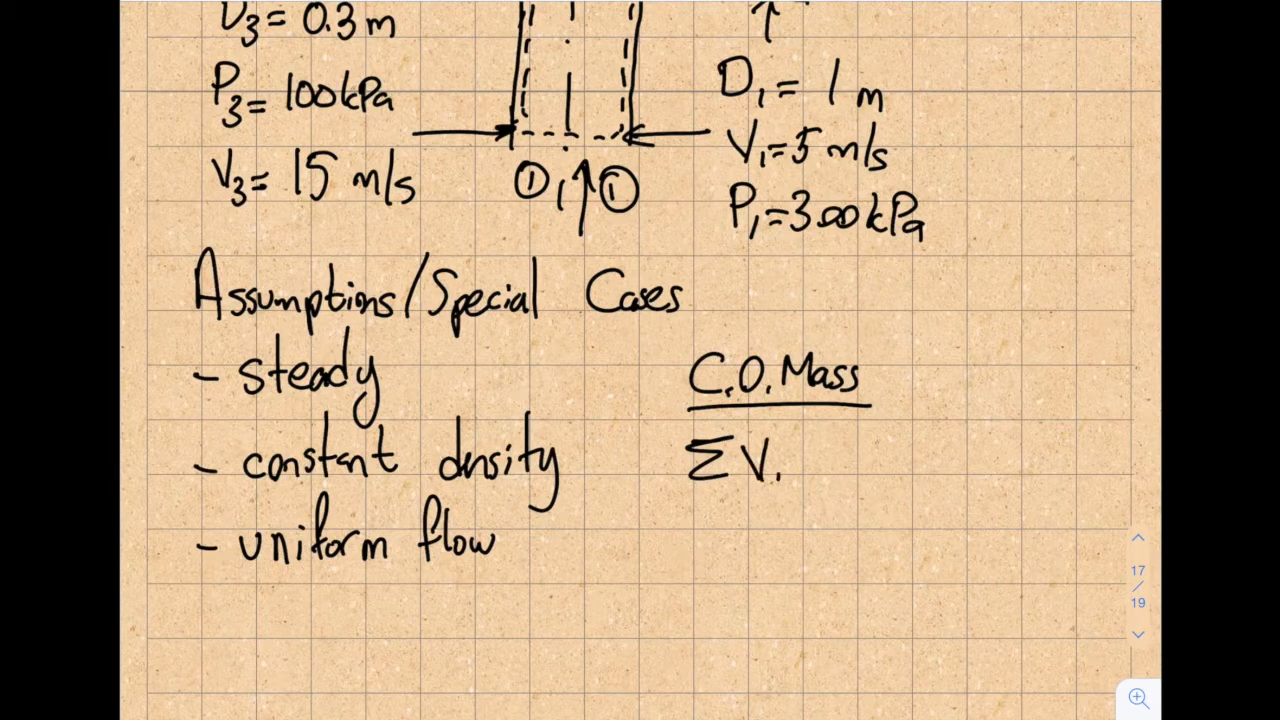 D₃ = 0.3 m
P₃ = 100 kPa
V₃ = 15 m/s
① ①
D₁ = 1 m
V₁ = 5 m/s
P₁ = 300 kPa
Assumptions/Special Cases
- steady
- constant density
- uniform flow
C.O. Mass
Σ V.
17
/
19